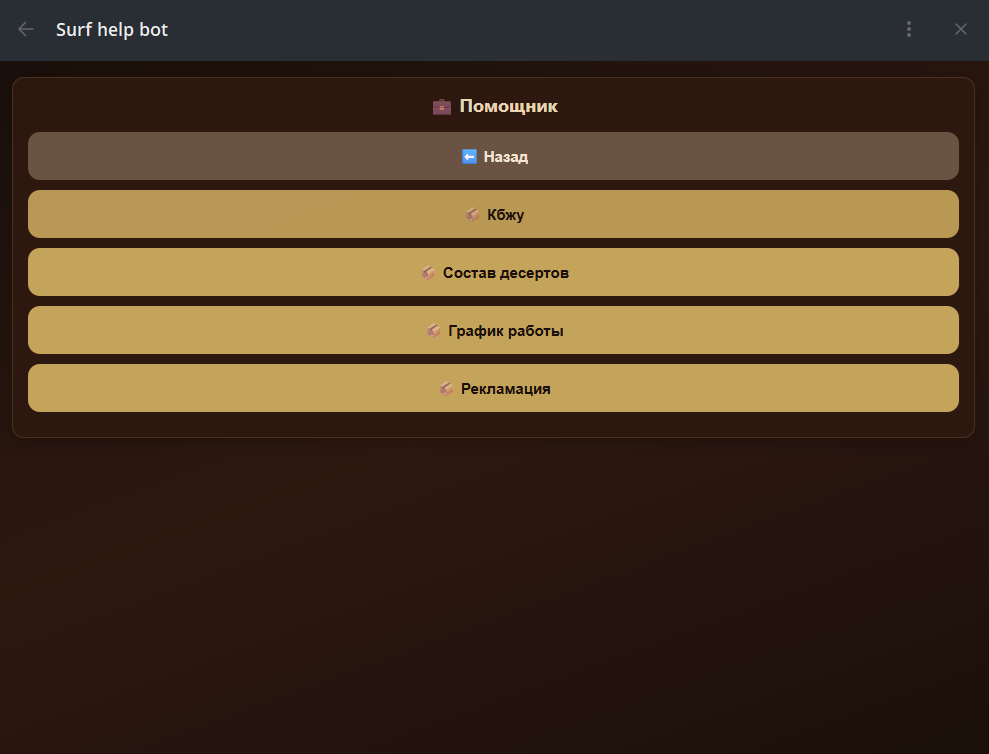 Surf help bot
💼 Помощник
⬅️ Назад
📦 Кбжу
📦 Состав десертов
📦 График работы
📦 Рекламация